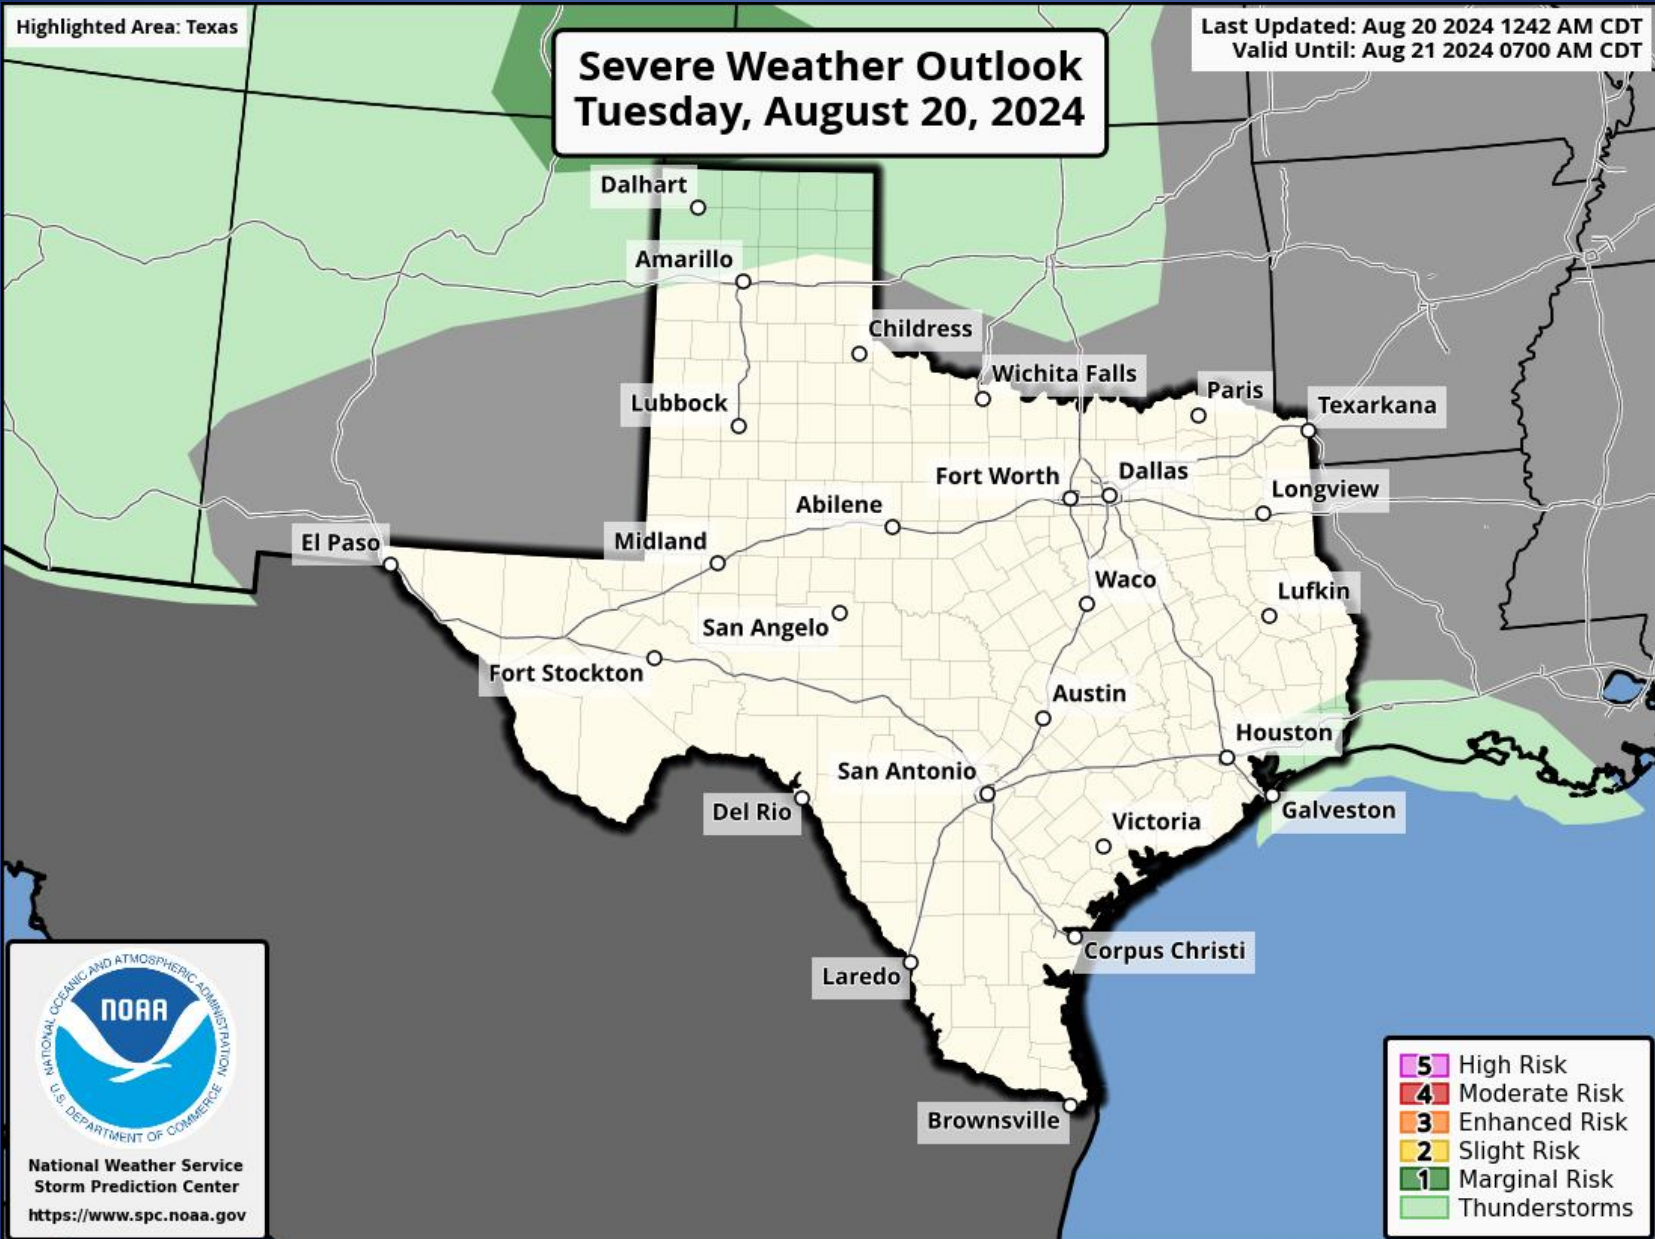 Highlighted Area: Texas
Severe Weather Outlook
Tuesday, August 20, 2024
Last Updated: Aug 20 2024 1242 AM CDT
Valid Until: Aug 21 2024 0700 AM CDT
Dalhart
Amarillo
Childress
Wichita Falls
Paris
Texarkana
Lubbock
Fort Worth
Dallas
Longview
Abilene
El Paso
Midland
Waco
Lufkin
San Angelo
Fort Stockton
Austin
Houston
San Antonio
Del Rio
Galveston
Victoria
Corpus Christi
Laredo
Brownsville
NATIONAL OCEANIC AND ATMOSPHERIC ADMINISTRATION
NOAA
U.S. DEPARTMENT OF COMMERCE
National Weather Service
Storm Prediction Center
https://www.spc.noaa.gov
5 High Risk
4 Moderate Risk
3 Enhanced Risk
2 Slight Risk
1 Marginal Risk
Thunderstorms